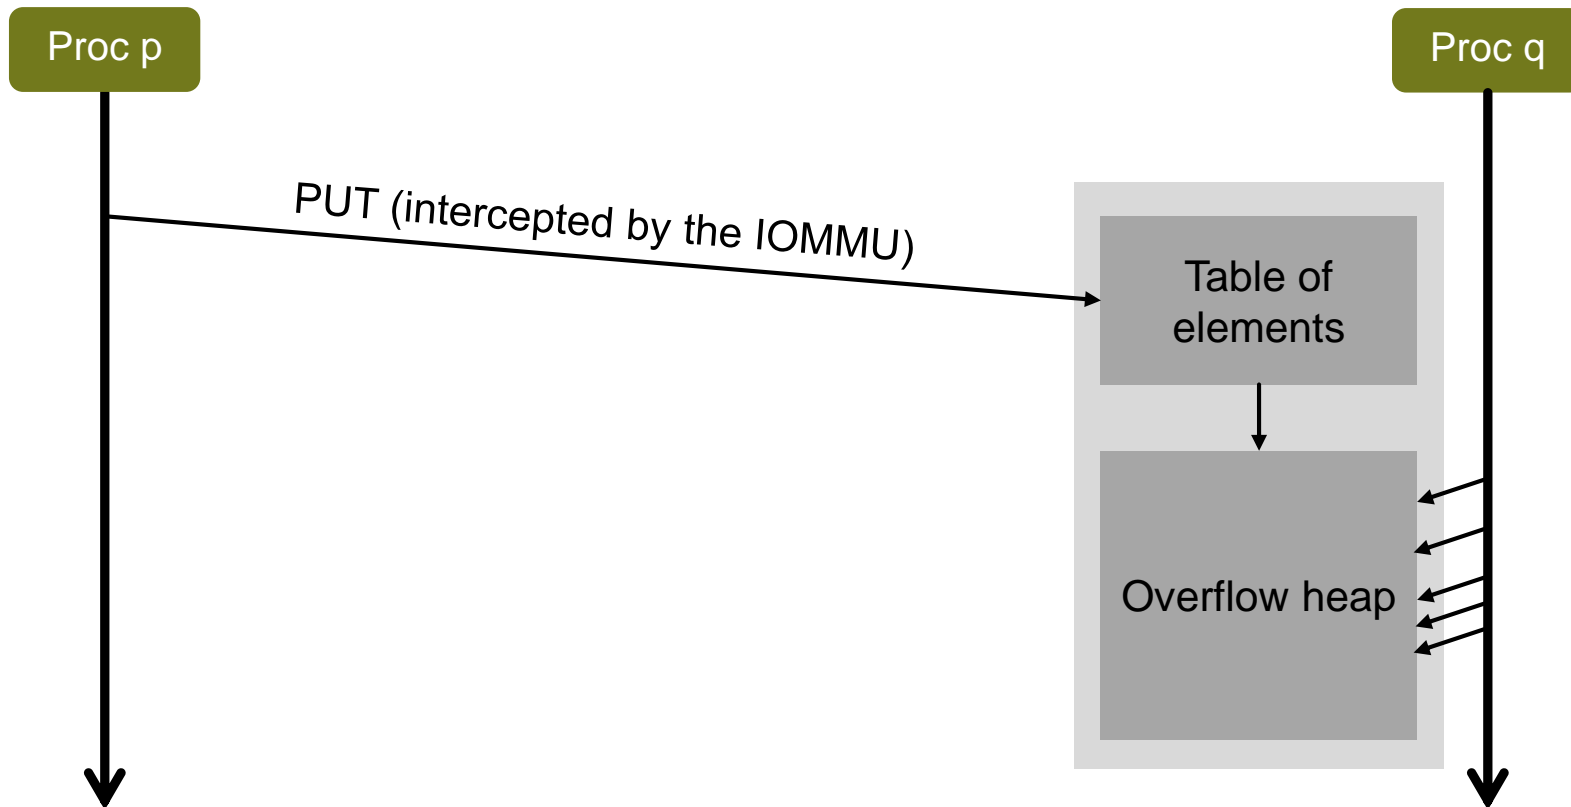 Proc p
Proc q
PUT (intercepted by the IOMMU)
Table of
elements
Overflow heap